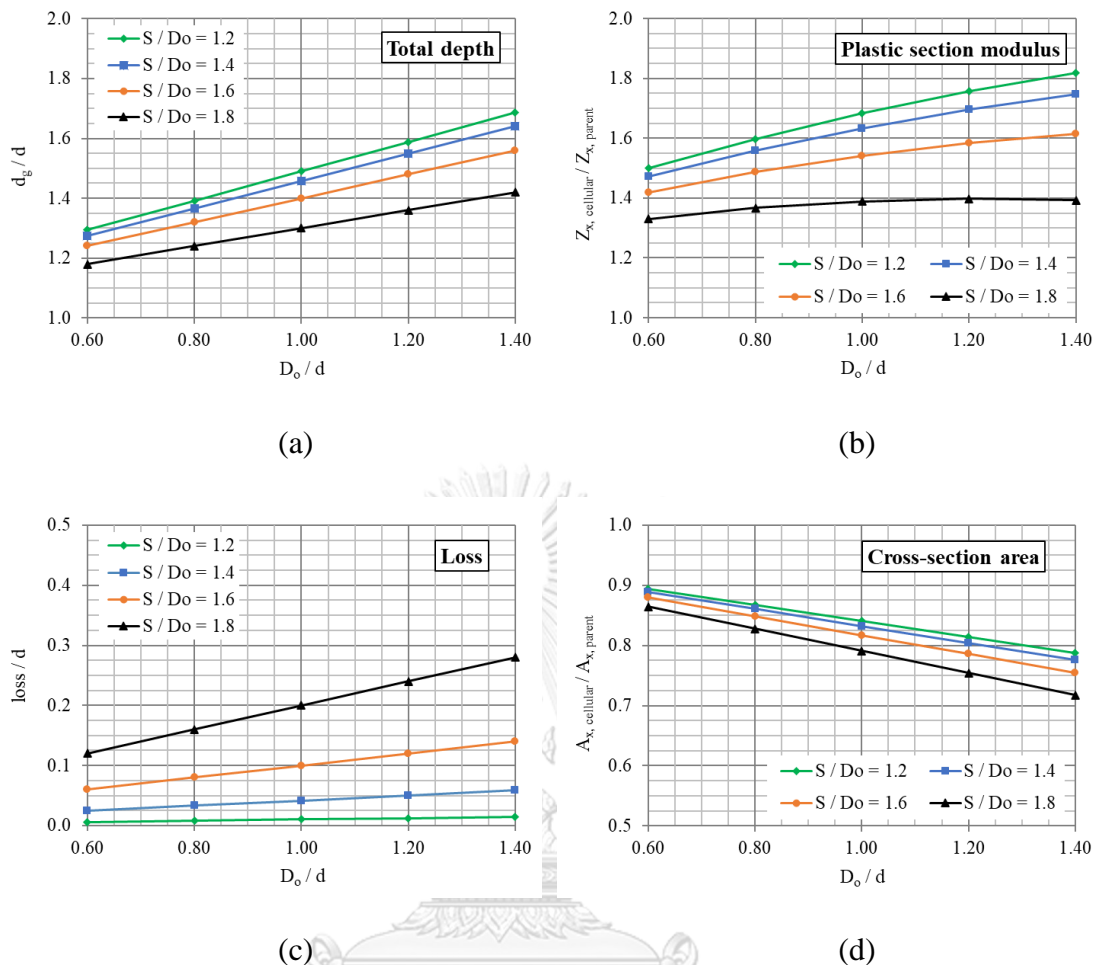 Total depth
S / Do = 1.2
S / Do = 1.4
S / Do = 1.6
S / Do = 1.8
2.0
1.8
1.6
1.4
1.2
1.0
d_g / d
0.60 0.80 1.00 1.20 1.40
D_o / d
(a)
Plastic section modulus
2.0
1.8
1.6
1.4
1.2
1.0
Z_x, cellular / Z_x, parent
S / Do = 1.2 S / Do = 1.4
S / Do = 1.6 S / Do = 1.8
0.60 0.80 1.00 1.20 1.40
D_o / d
(b)
Loss
S / Do = 1.2
S / Do = 1.4
S / Do = 1.6
S / Do = 1.8
0.5
0.4
0.3
0.2
0.1
0.0
loss / d
0.60 0.80 1.00 1.20 1.40
D_o / d
(c)
Cross-section area
1.0
0.9
0.8
0.7
0.6
0.5
A_x, cellular / A_x, parent
S / Do = 1.2 S / Do = 1.4
S / Do = 1.6 S / Do = 1.8
0.60 0.80 1.00 1.20 1.40
D_o / d
(d)